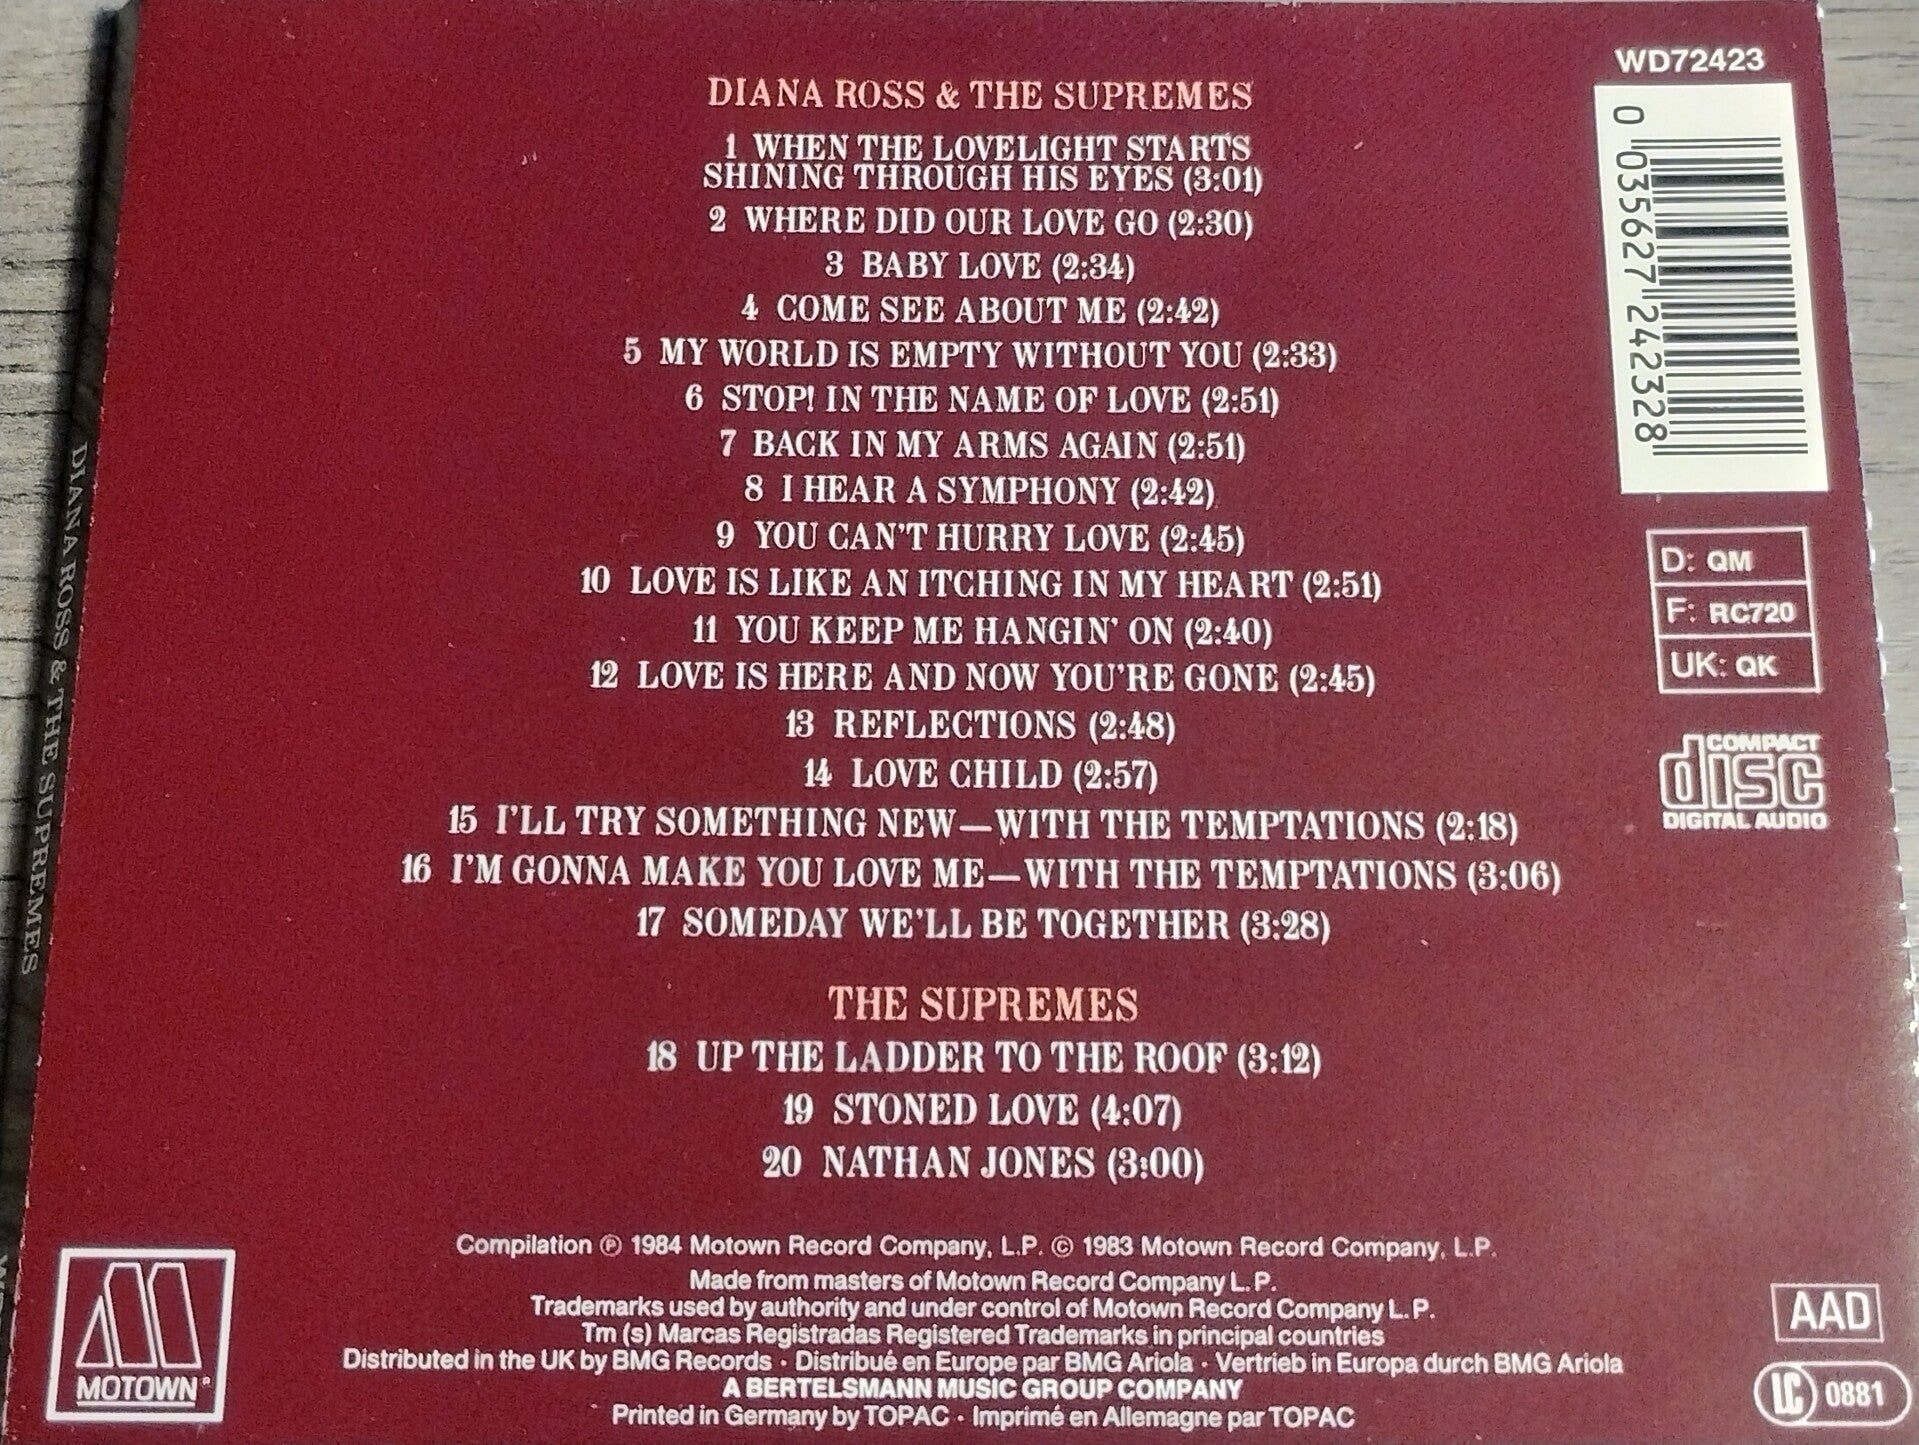 DIANA ROSS & THE SUPREMES
1 WHEN THE LOVELIGHT STARTS
SHINING THROUGH HIS EYES (3:01)
2 WHERE DID OUR LOVE GO (2:30)
3 BABY LOVE (2:34)
4 COME SEE ABOUT ME (2:42)
5 MY WORLD IS EMPTY WITHOUT YOU (2:33)
6 STOP! IN THE NAME OF LOVE (2:51)
7 BACK IN MY ARMS AGAIN (2:51)
8 I HEAR A SYMPHONY (2:42)
9 YOU CAN'T HURRY LOVE (2:45)
10 LOVE IS LIKE AN ITCHING IN MY HEART (2:51)
11 YOU KEEP ME HANGIN' ON (2:40)
12 LOVE IS HERE AND NOW YOU'RE GONE (2:45)
13 REFLECTIONS (2:48)
14 LOVE CHILD (2:57)
15 I'LL TRY SOMETHING NEW—WITH THE TEMPTATIONS (2:18)
16 I'M GONNA MAKE YOU LOVE ME—WITH THE TEMPTATIONS (3:06)
17 SOMEDAY WE'LL BE TOGETHER (3:28)
THE SUPREMES
18 UP THE LADDER TO THE ROOF (3:12)
19 STONED LOVE (4:07)
20 NATHAN JONES (3:00)
Compilation ℗ 1984 Motown Record Company, L.P. © 1983 Motown Record Company, L.P.
Made from masters of Motown Record Company L.P.
Trademarks used by authority and under control of Motown Record Company L.P.
Tm (s) Marcas Registradas Registered Trademarks in principal countries
Distributed in the UK by BMG Records · Distribué en Europe par BMG Ariola · Vertrieb in Europa durch BMG Ariola
A BERTELSMANN MUSIC GROUP COMPANY
Printed in Germany by TOPAC · Imprimé en Allemagne par TOPAC
MOTOWN®
WD72423
0 035627 242328
D: QM
F: RC720
UK: QK
COMPACT
disc
DIGITAL AUDIO
AAD
LC 0881
DIANA ROSS & THE SUPREMES